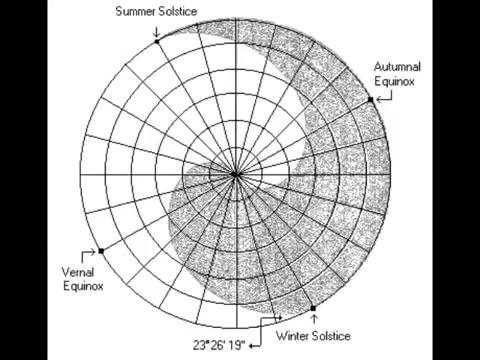 Summer Solstice
Autumnal
Equinox
Vernal
Equinox
Winter Solstice
23°26' 19"